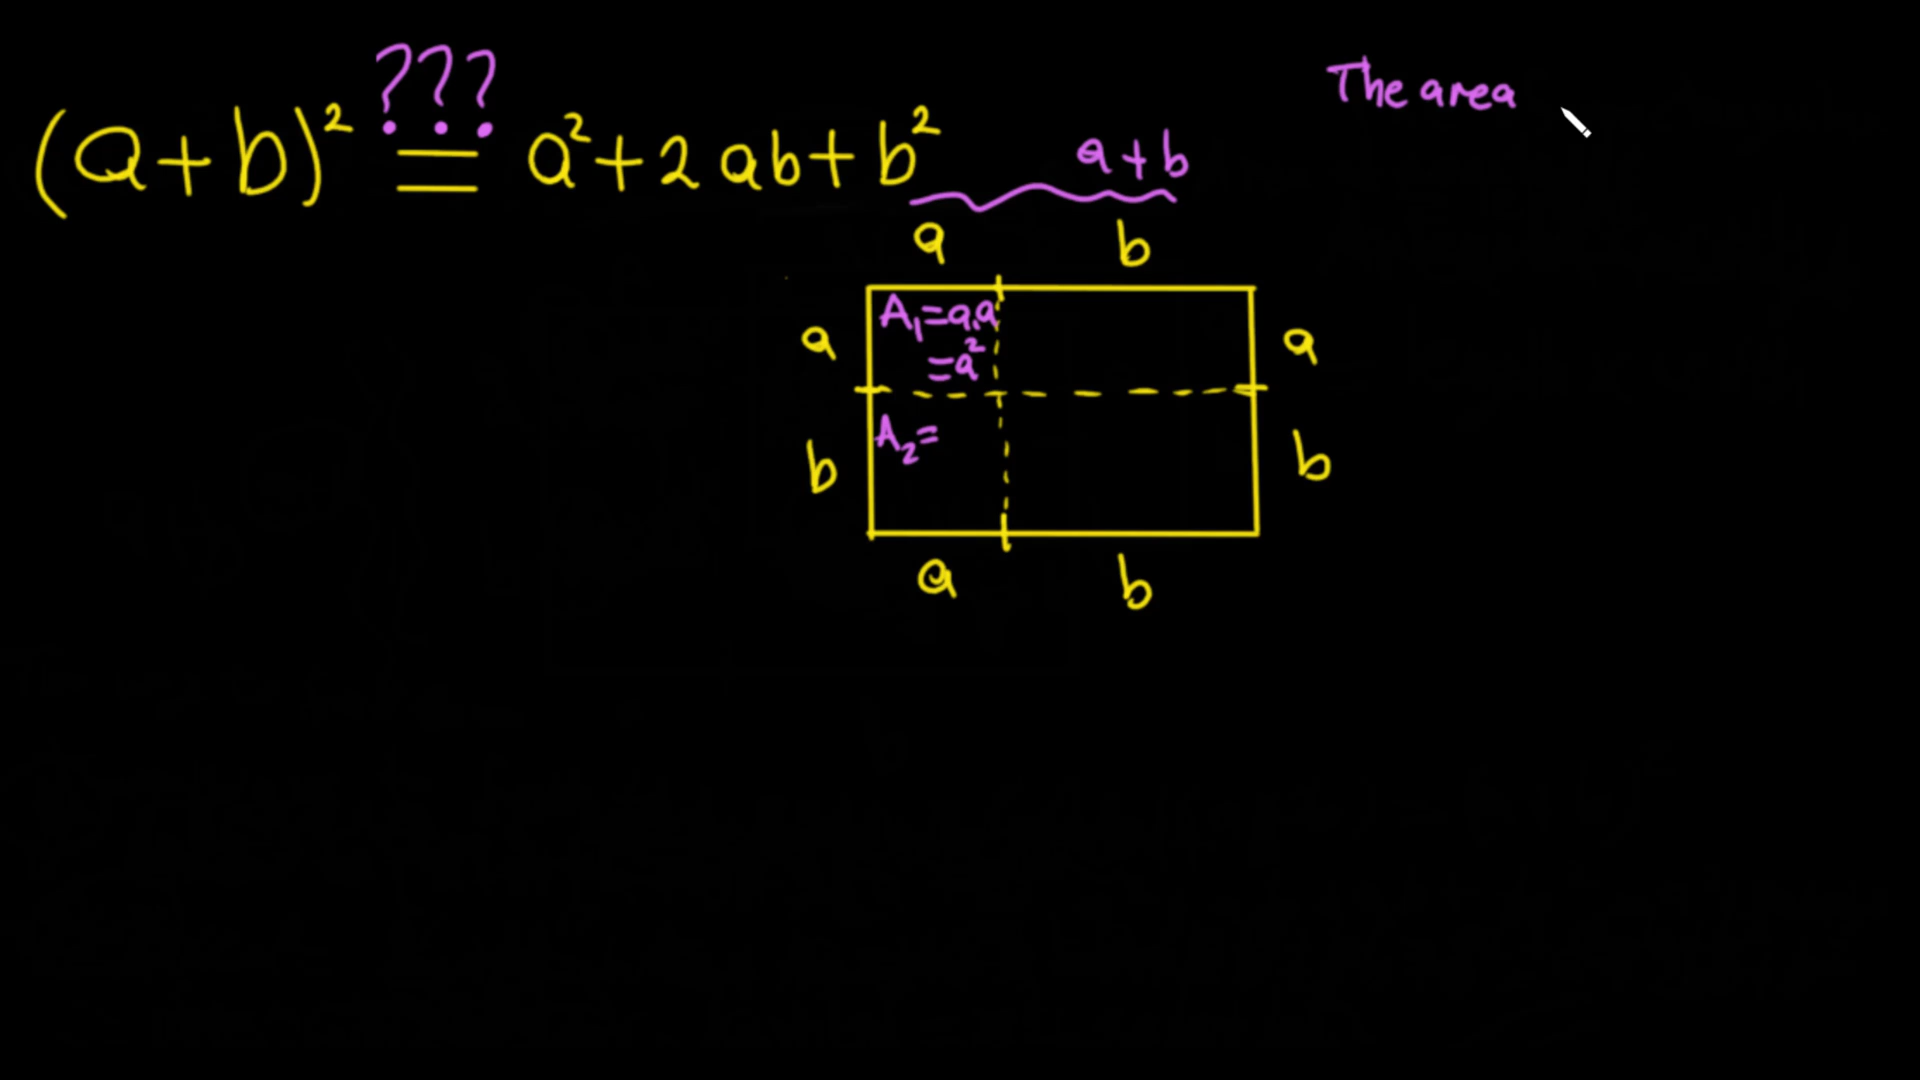 The area
(a+b)² ??? = a²+2ab+b²
a+b
a b
A₁=a.a
a a
=a²
A₂=
b b
a b